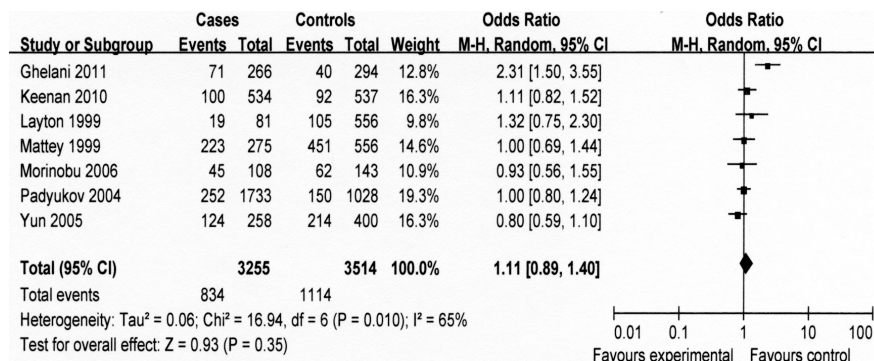 Cases Controls Odds Ratio Odds Ratio
Study or Subgroup Events Total Events Total Weight M-H, Random, 95% CI M-H, Random, 95% CI
Ghelani 2011 71 266 40 294 12.8% 2.31 [1.50, 3.55]
Keenan 2010 100 534 92 537 16.3% 1.11 [0.82, 1.52]
Layton 1999 19 81 105 556 9.8% 1.32 [0.75, 2.30]
Mattey 1999 223 275 451 556 14.6% 1.00 [0.69, 1.44]
Morinobu 2006 45 108 62 143 10.9% 0.93 [0.56, 1.55]
Padyukov 2004 252 1733 150 1028 19.3% 1.00 [0.80, 1.24]
Yun 2005 124 258 214 400 16.3% 0.80 [0.59, 1.10]
Total (95% CI) 3255 3514 100.0% 1.11 [0.89, 1.40]
Total events 834 1114
Heterogeneity: Tau² = 0.06; Chi² = 16.94, df = 6 (P = 0.010); I² = 65%
Test for overall effect: Z = 0.93 (P = 0.35)
0.01 0.1 1 10 100
Favours experimental Favours control